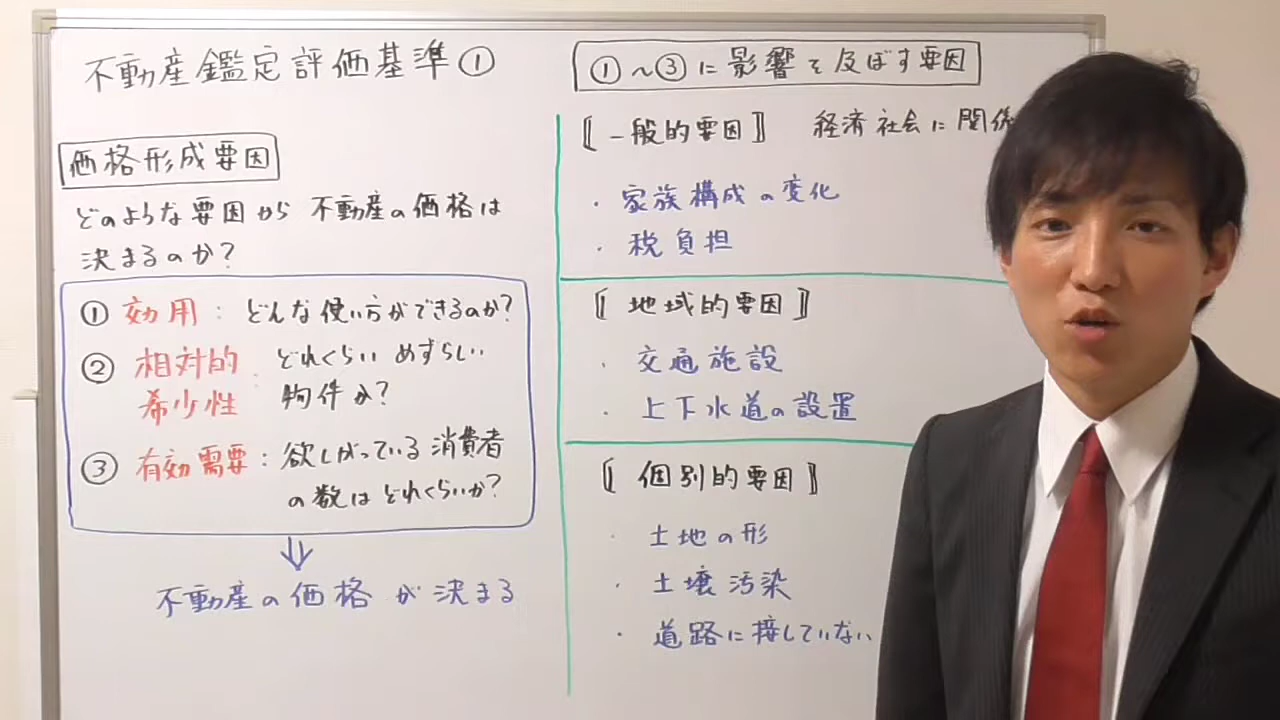 不動産鑑定評価基準①
価格形成要因
どのような要因から不動産の価格は
決まるのか?
① 効用 : どんな使い方ができるのか?
② 相対的希少性 : どれくらいめずらしい
物件か?
③ 有効需要 : 欲しがっている消費者
の数はどれくらいか?
⇓
不動産の価格が決まる
①～③に影響を及ぼす要因
〚一般的要因〛 経済社会に関係
・家族構成の変化
・税負担
〚地域的要因〛
・交通施設
・上下水道の設置
〚個別的要因〛
・土地の形
・土壌汚染
・道路に接していない